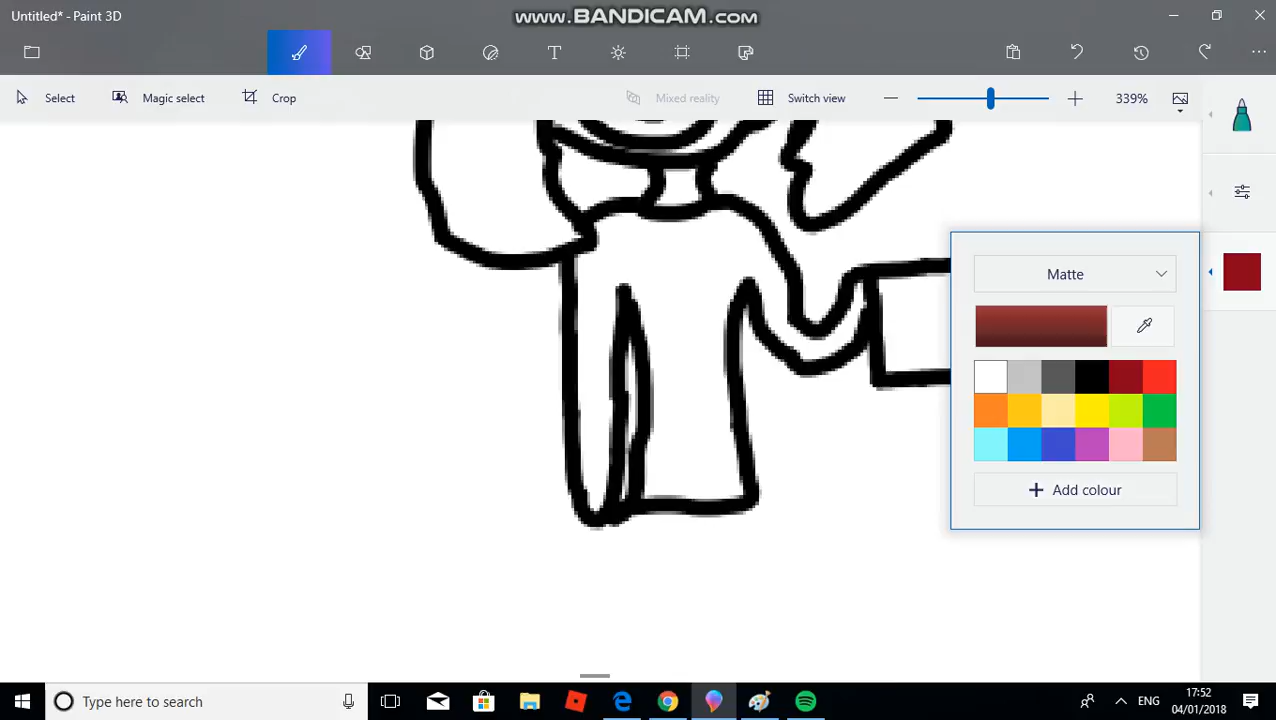 Untitled* - Paint 3D
www.BANDICAM.com
Select
Magic select
Crop
Mixed reality
Switch view
339%
Matte
Add colour
Type here to search
ENG
17:52
04/01/2018